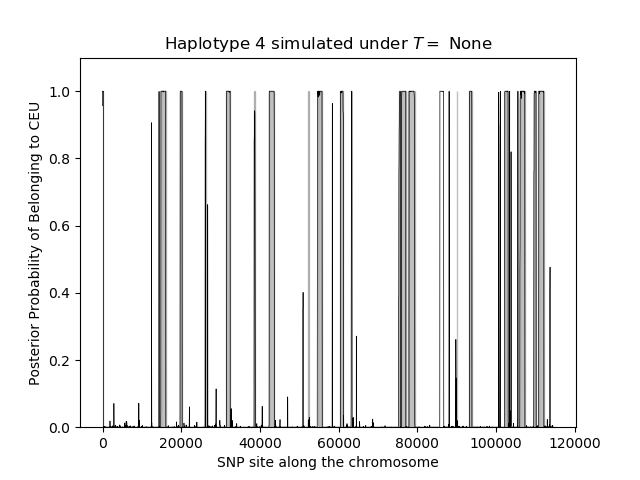 Haplotype 4 simulated under T = None
Posterior Probability of Belonging to CEU
1.0
0.8
0.6
0.4
0.2
0.0
0 20000 40000 60000 80000 100000 120000
SNP site along the chromosome